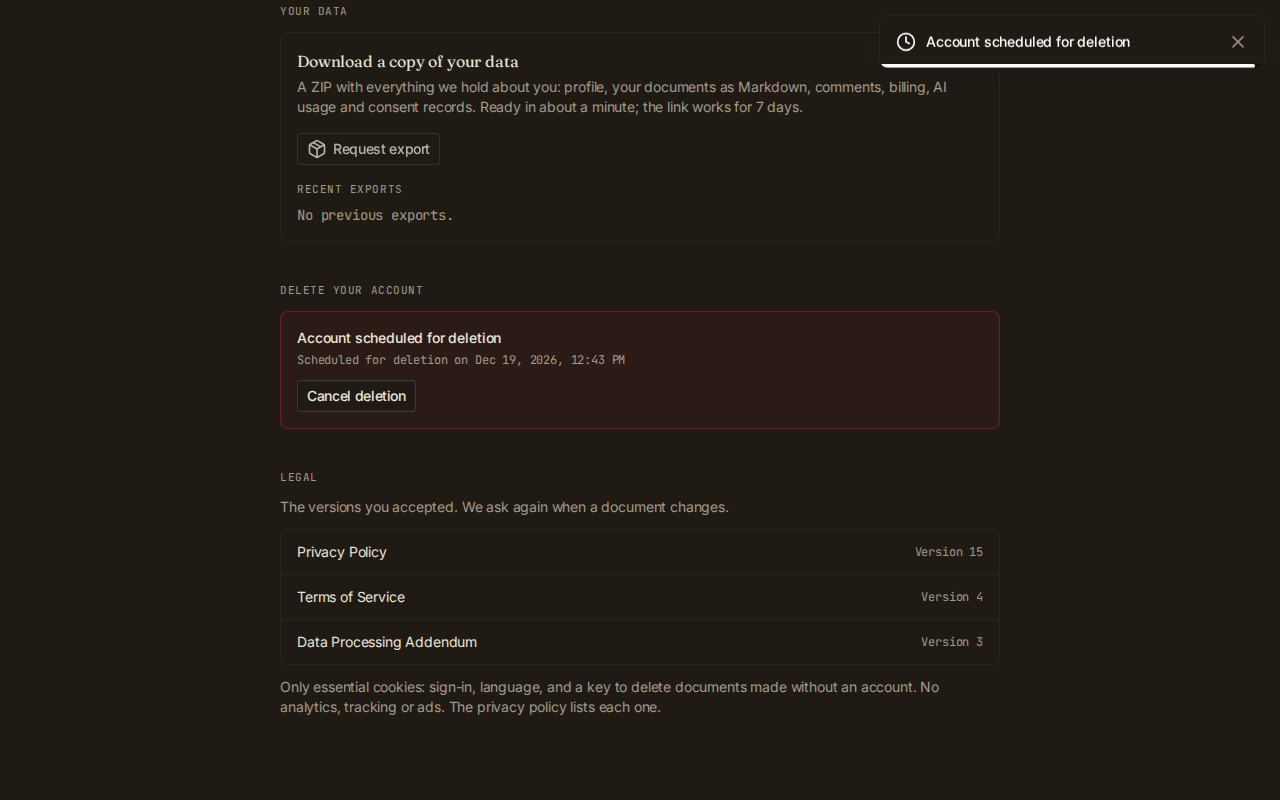 YOUR DATA
Account scheduled for deletion
Download a copy of your data
A ZIP with everything we hold about you: profile, your documents as Markdown, comments, billing, AI
usage and consent records. Ready in about a minute; the link works for 7 days.
Request export
RECENT EXPORTS
No previous exports.
DELETE YOUR ACCOUNT
Account scheduled for deletion
Scheduled for deletion on Dec 19, 2026, 12:43 PM
Cancel deletion
LEGAL
The versions you accepted. We ask again when a document changes.
Privacy Policy Version 15
Terms of Service Version 4
Data Processing Addendum Version 3
Only essential cookies: sign-in, language, and a key to delete documents made without an account. No
analytics, tracking or ads. The privacy policy lists each one.